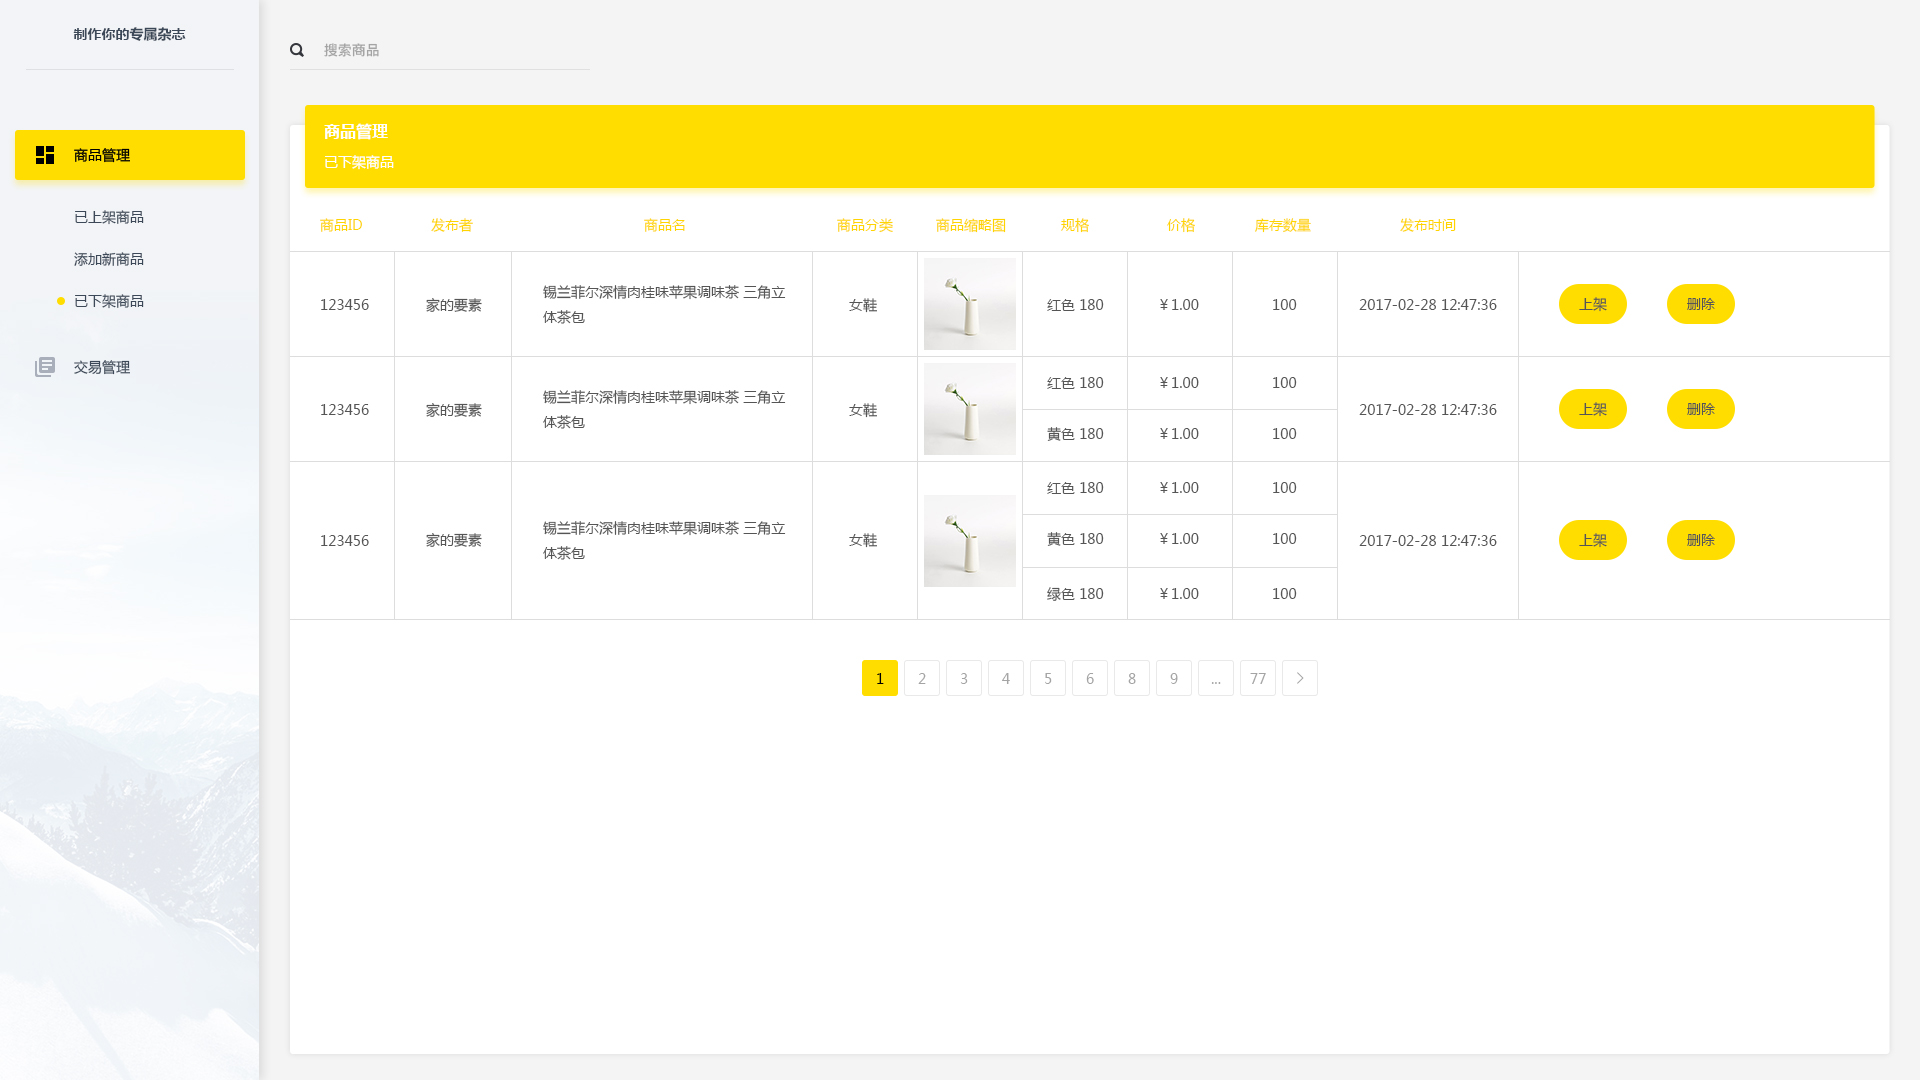 制作你的专属杂志
商品管理
已上架商品
添加新商品
已下架商品
交易管理
搜索商品
商品管理
已下架商品
商品ID 发布者 商品名 商品分类 商品缩略图 规格 价格 库存数量 发布时间
123456 家的要素 锡兰菲尔深情肉桂味苹果调味茶 三角立
体茶包 女鞋 红色 180 ¥ 1.00 100 2017-02-28 12:47:36 上架 删除
123456 家的要素 锡兰菲尔深情肉桂味苹果调味茶 三角立
体茶包 女鞋 红色 180 ¥ 1.00 100 2017-02-28 12:47:36 上架 删除
黄色 180 ¥ 1.00 100
123456 家的要素 锡兰菲尔深情肉桂味苹果调味茶 三角立
体茶包 女鞋 红色 180 ¥ 1.00 100 2017-02-28 12:47:36 上架 删除
黄色 180 ¥ 1.00 100
绿色 180 ¥ 1.00 100
1 2 3 4 5 6 8 9 ... 77 >